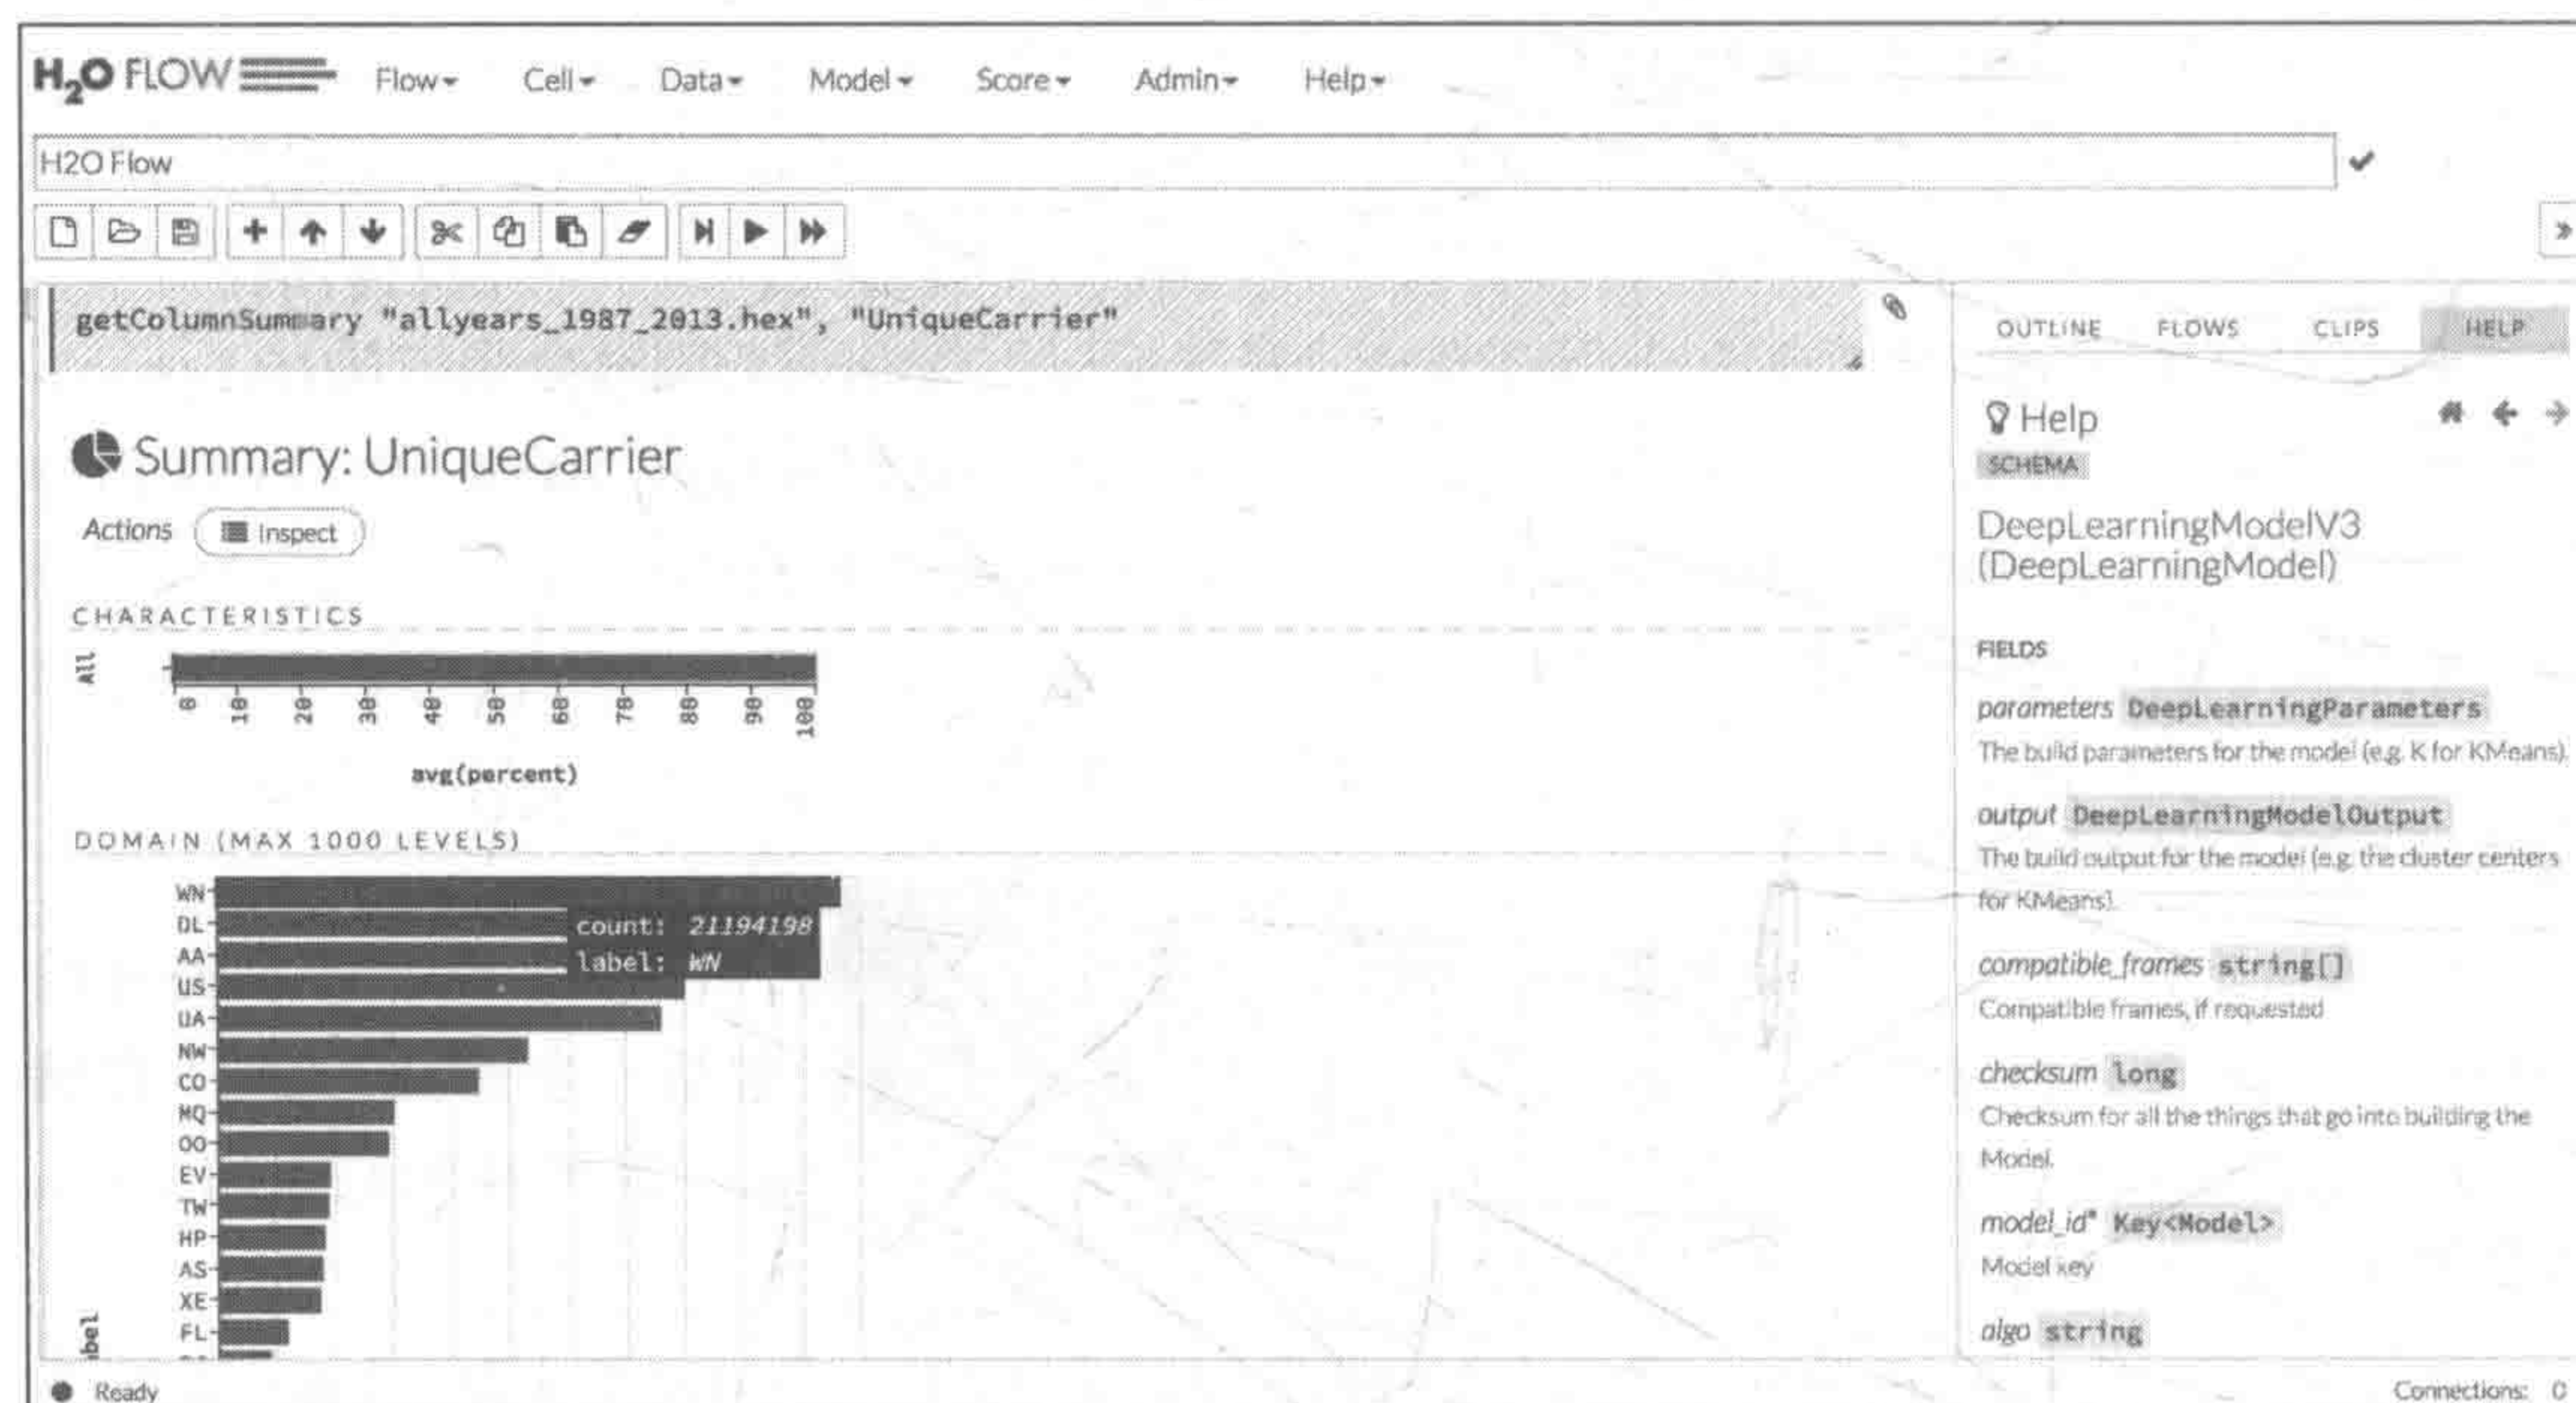 H2O FLOW Flow Cell Data Model Score Admin Help
H2O Flow
getColumnSummary "allyears_1987_2013.hex", "UniqueCarrier"
Summary: UniqueCarrier
Actions Inspect
CHARACTERISTICS
All
0 10 20 30 40 50 60 70 80 90 100
avg(percent)
DOMAIN (MAX 1000 LEVELS)
WN
DL
AA
US
UA
NW
CO
MQ
OO
EV
TW
HP
AS
XE
FL
count: 21194198
label: WN
OUTLINE FLOWS CLIPS HELP
Help
SCHEMA
DeepLearningModelV3
(DeepLearningModel)
FIELDS
parameters DeepLearningParameters
The build parameters for the model (e.g. K for KMeans).
output DeepLearningModelOutput
The build output for the model (e.g. the cluster centers
for KMeans).
compatible_frames string[]
Compatible frames, if requested
checksum long
Checksum for all the things that go into building the
Model.
model_id* Key<Model>
Model key
algo string
Ready
Connections: 0